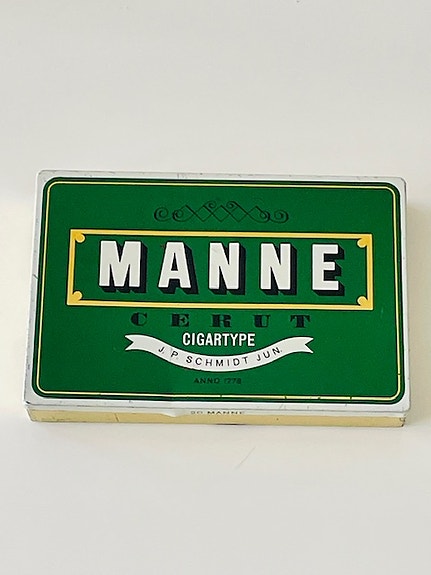 MANNE
CERUT
CIGARTYPE
J. P. SCHMIDT JUN.
ANNO 1778
20 MANNE